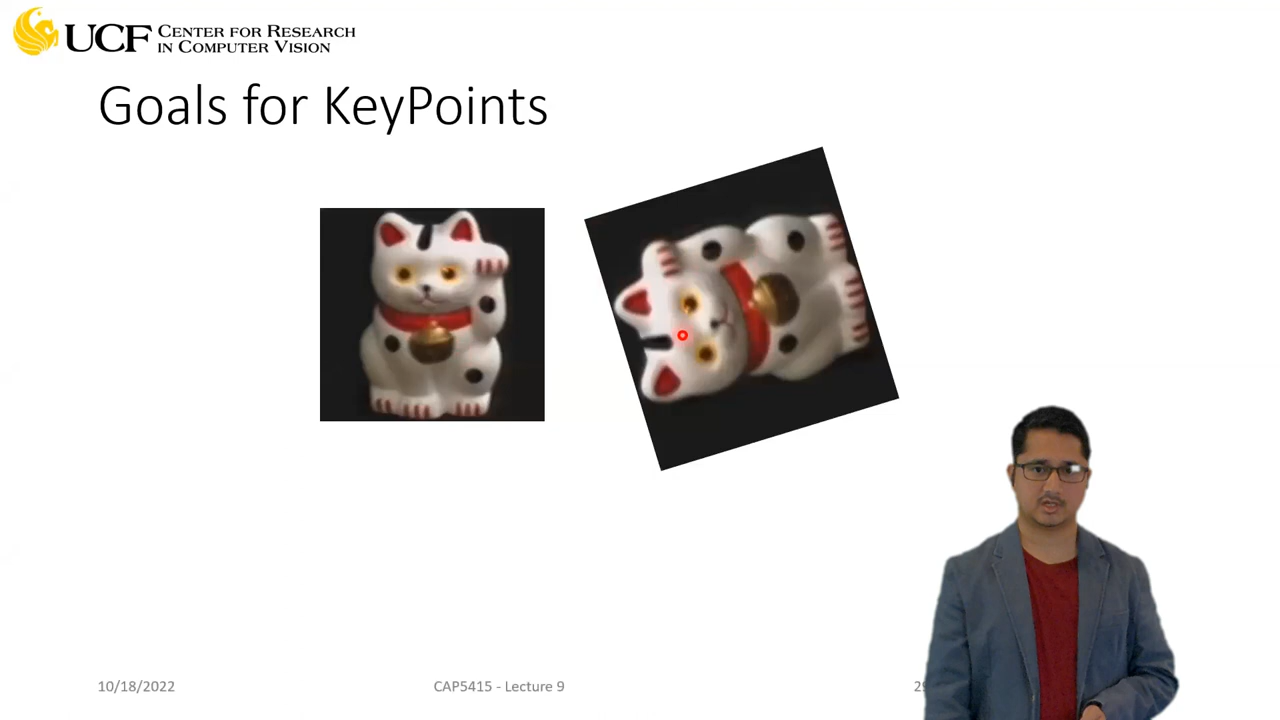 UCF CENTER FOR RESEARCH
IN COMPUTER VISION
Goals for KeyPoints
10/18/2022
CAP5415 - Lecture 9